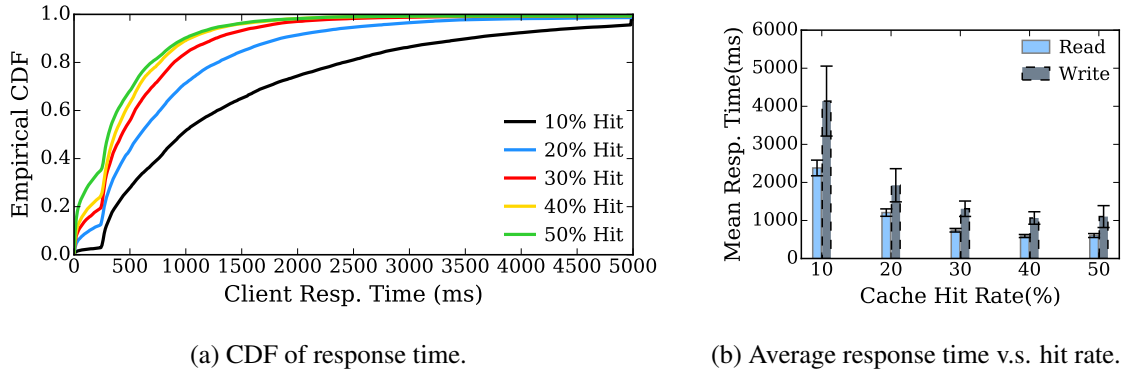 1.0
0.8
0.6
0.4
0.2
0.0
Empirical CDF
0 500 1000 1500 2000 2500 3000 3500 4000 4500 5000
Client Resp. Time (ms)
10% Hit
20% Hit
30% Hit
40% Hit
50% Hit
(a) CDF of response time.
6000
5000
4000
3000
2000
1000
0
Mean Resp. Time(ms)
Read
Write
10 20 30 40 50
Cache Hit Rate(%)
(b) Average response time v.s. hit rate.